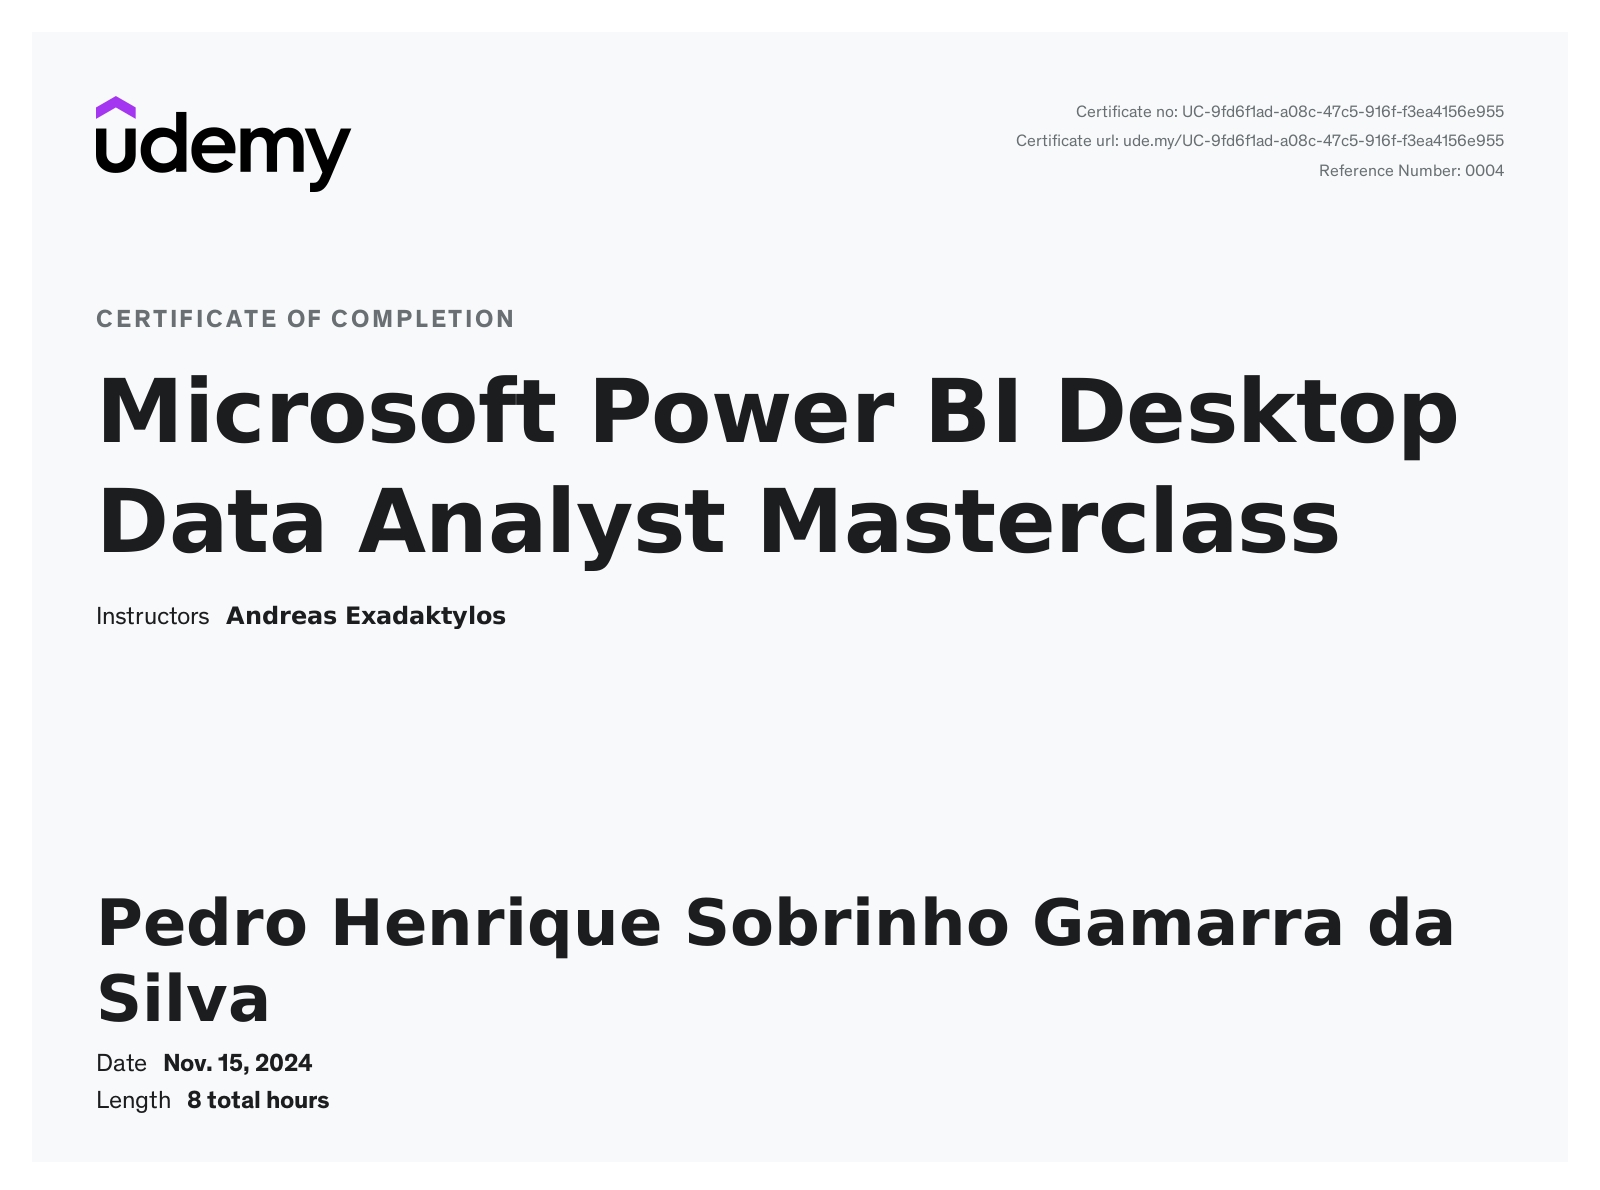 udemy
Certificate no: UC-9fd6f1ad-a08c-47c5-916f-f3ea4156e955
Certificate url: ude.my/UC-9fd6f1ad-a08c-47c5-916f-f3ea4156e955
Reference Number: 0004
CERTIFICATE OF COMPLETION
Microsoft Power BI Desktop
Data Analyst Masterclass
Instructors Andreas Exadaktylos
Pedro Henrique Sobrinho Gamarra da
Silva
Date Nov. 15, 2024
Length 8 total hours